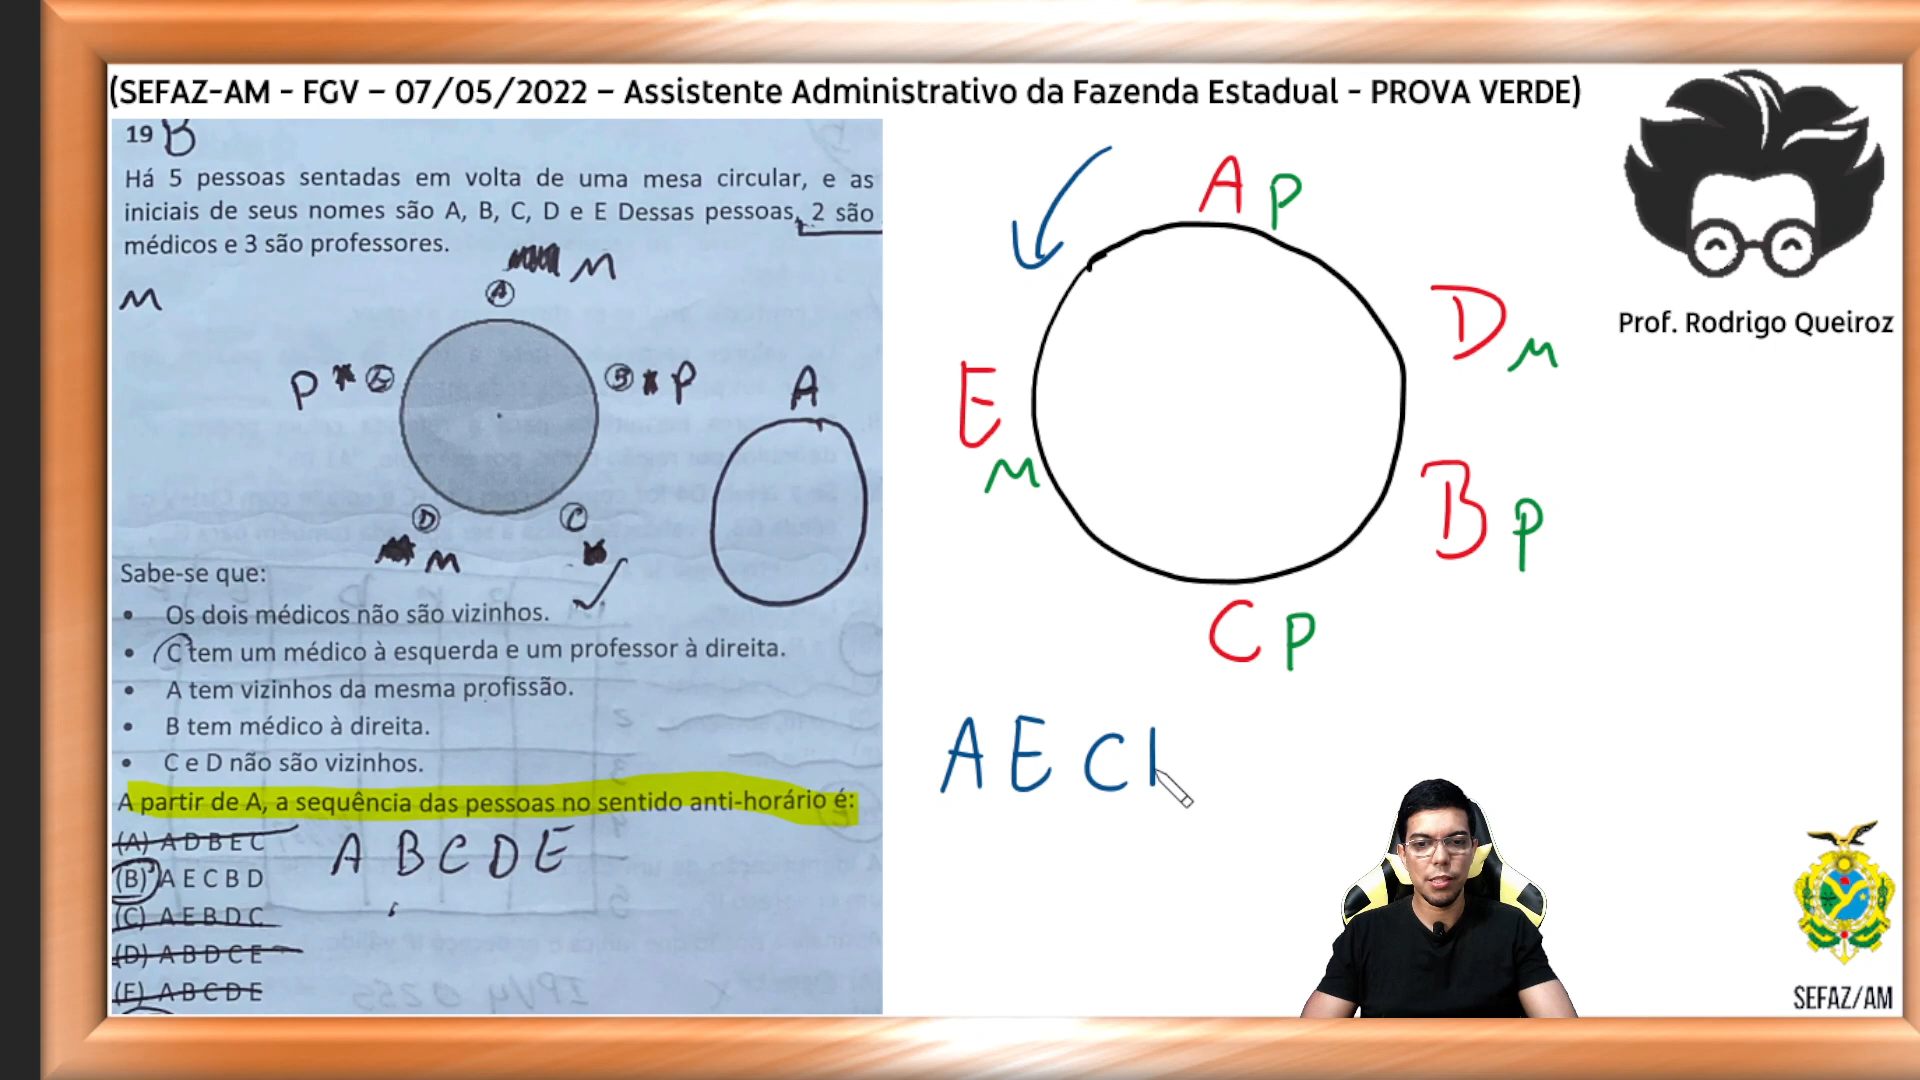 (SEFAZ-AM - FGV – 07/05/2022 – Assistente Administrativo da Fazenda Estadual - PROVA VERDE)
19 B
Há 5 pessoas sentadas em volta de uma mesa circular, e as
iniciais de seus nomes são A, B, C, D e E Dessas pessoas, 2 são
médicos e 3 são professores.
M
M
A
P
B P
A
D
C
M
Sabe-se que:
• Os dois médicos não são vizinhos.
• C tem um médico à esquerda e um professor à direita.
• A tem vizinhos da mesma profissão.
• B tem médico à direita.
• C e D não são vizinhos.
A partir de A, a sequência das pessoas no sentido anti-horário é:
(A) A D B E C
(B) A E C B D
(C) A E B D C
(D) A B D C E
(E) A B C D E
A B C D E
A P
D M
E M
B P
C P
A E C
Prof. Rodrigo Queiroz
SEFAZ/AM